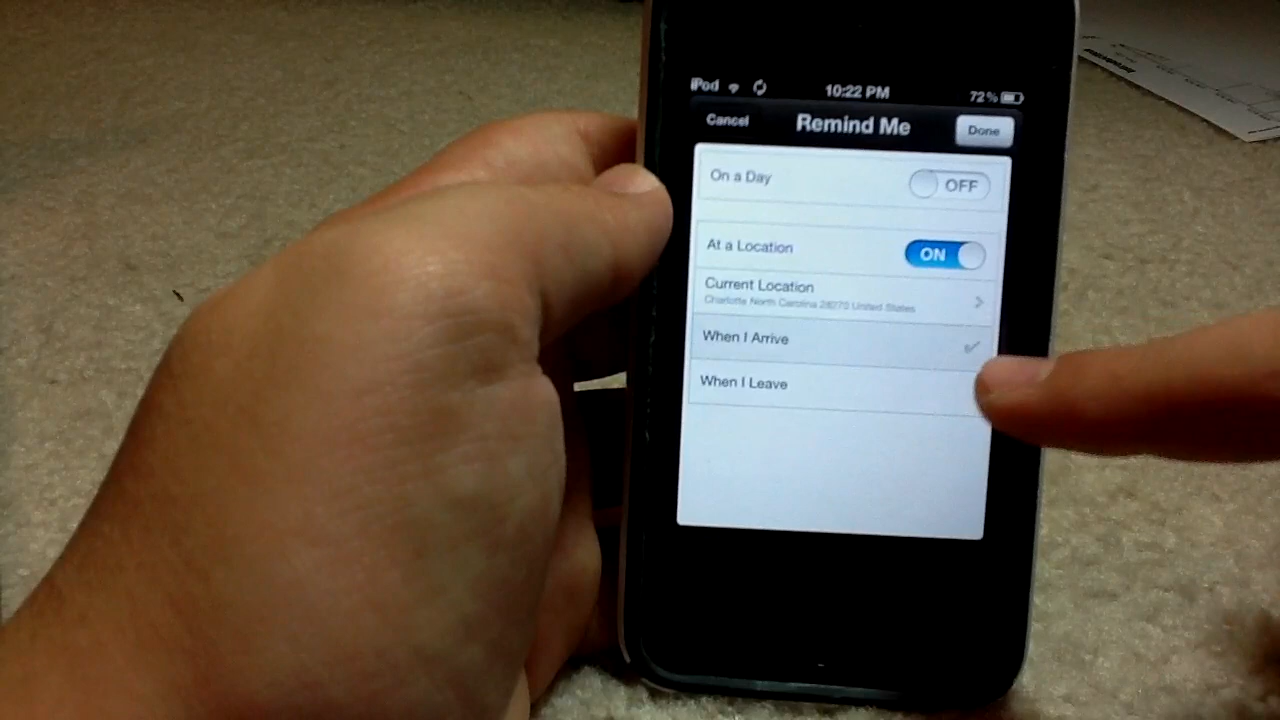 iPod 10:22 PM 72%
Cancel Remind Me Done
On a Day OFF
At a Location ON
Current Location
Charlotte North Carolina 28270 United States
When I Arrive
When I Leave